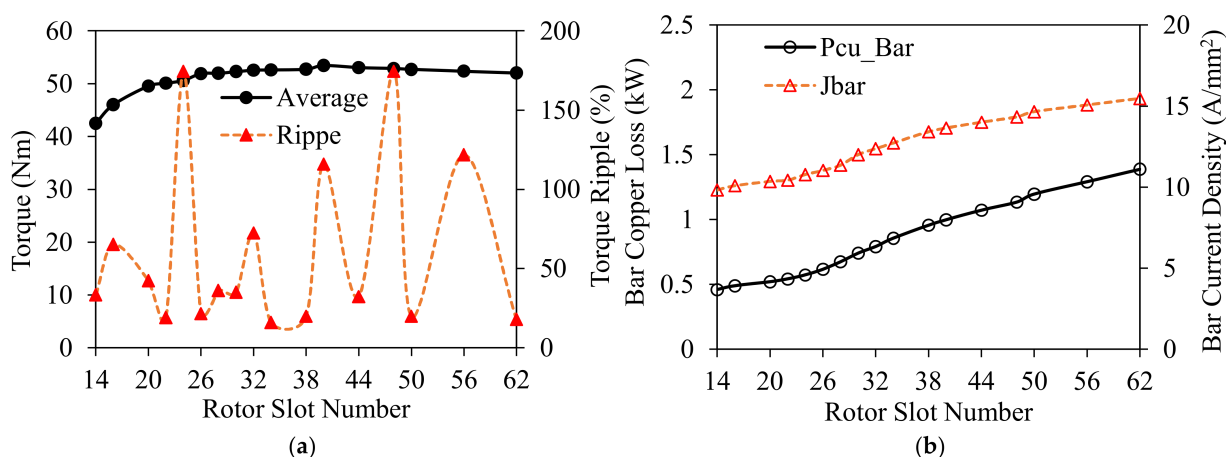 60
50
40
30
20
10
0
Torque (Nm)
200
150
100
50
0
Torque Ripple (%)
Average
Rippe
14 20 26 32 38 44 50 56 62
Rotor Slot Number
(a)
2.5
2
1.5
1
0.5
0
Bar Copper Loss (kW)
20
15
10
5
0
Bar Current Density (A/mm²)
Pcu_Bar
Jbar
14 20 26 32 38 44 50 56 62
Rotor Slot Number
(b)